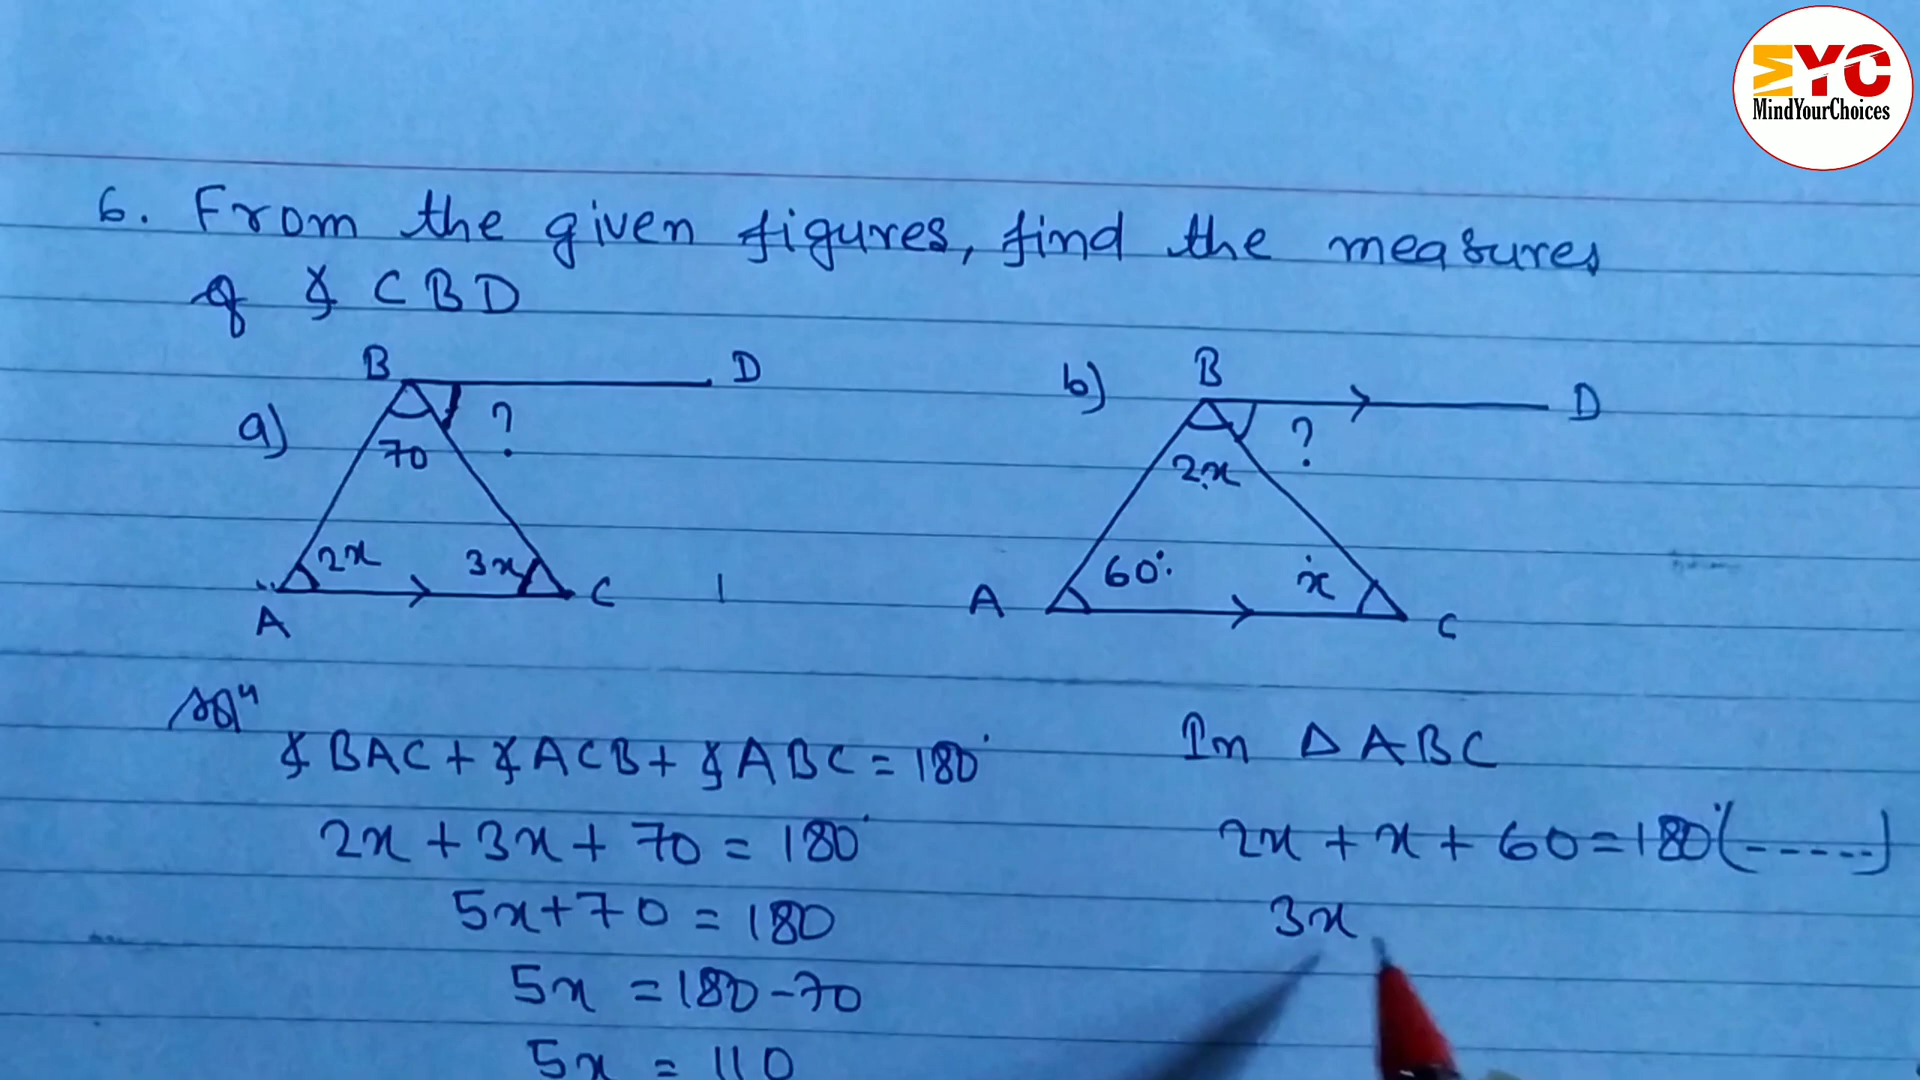 MYC
MindYourChoices
6. From the given figures, find the measures
of ∡ CBD
a)
B
D
?
70
2x
3x
A
C
b)
B
D
?
2x
60°
x
A
C
Solⁿ
∡BAC + ∡ACB + ∡ABC = 180°
2x + 3x + 70 = 180°
5x + 70 = 180
5x = 180 - 70
5x = 110
In △ ABC
2x + x + 60 = 180°(-----)
3x